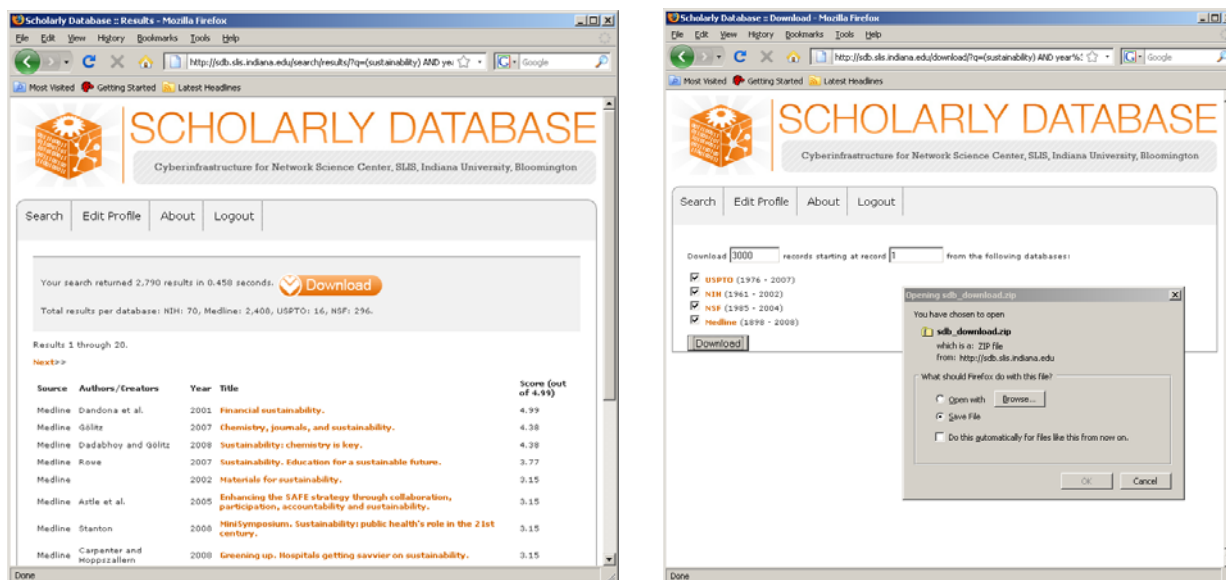 Scholarly Database :: Results - Mozilla Firefox
File Edit View History Bookmarks Tools Help
http://sdb.slis.indiana.edu/search/results/?q=(sustainability) AND yea
Google
Most Visited Getting Started Latest Headlines
SCHOLARLY DATABASE
Cyberinfrastructure for Network Science Center, SLIS, Indiana University, Bloomington
Search Edit Profile About Logout
Your search returned 2,790 results in 0.458 seconds. Download
Total results per database: NIH: 70, Medline: 2,408, USPTO: 16, NSF: 296.
Results 1 through 20.
Next>>
Source Authors/Creators Year Title Score (out of 4.99)
Medline Dandona et al. 2001 Financial sustainability. 4.99
Medline Gölitz 2007 Chemistry, journals, and sustainability. 4.38
Medline Dadabhoy and Gölitz 2008 Sustainability: chemistry is key. 4.38
Medline Rowe 2007 Sustainability. Education for a sustainable future. 3.77
Medline 2002 Materials for sustainability. 3.15
Medline Astle et al. 2005 Enhancing the SAFE strategy through collaboration, participation, accountability and sustainability. 3.15
Medline Stanton 2008 MiniSymposium. Sustainability: public health's role in the 21st century. 3.15
Medline Carpenter and Hoppszallern 2008 Greening up. Hospitals getting savvier on sustainability. 3.15
Done
Scholarly Database :: Download - Mozilla Firefox
File Edit View History Bookmarks Tools Help
http://sdb.slis.indiana.edu/download/?q=(sustainability) AND year%:
Google
Most Visited Getting Started Latest Headlines
SCHOLARLY DATABASE
Cyberinfrastructure for Network Science Center, SLIS, Indiana University, Bloomington
Search Edit Profile About Logout
Download 3000 records starting at record 1 from the following databases:
USPTO (1976 - 2007)
NIH (1961 - 2002)
NSF (1985 - 2004)
Medline (1898 - 2008)
Download
Opening sdb_download.zip
You have chosen to open
sdb_download.zip
which is a: ZIP file
from: http://sdb.slis.indiana.edu
What should Firefox do with this file?
Open with Browse...
Save File
Do this automatically for files like this from now on.
OK Cancel
Done